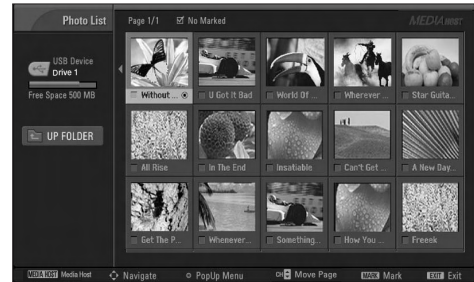 Photo List
Page 1/1 No Marked
MEDIA HOST
USB Device
Drive 1
Free Space 500 MB
UP FOLDER
Without ... U Got It Bad World Of ... Wherever ... Star Guita...
All Rise In The End Insatiable Can't Get ... A New Day...
Get The P... Whenever... Something... How You ... Freeek
MEDIA HOST Media Host Navigate PopUp Menu CH Move Page MARK Mark EXIT Exit